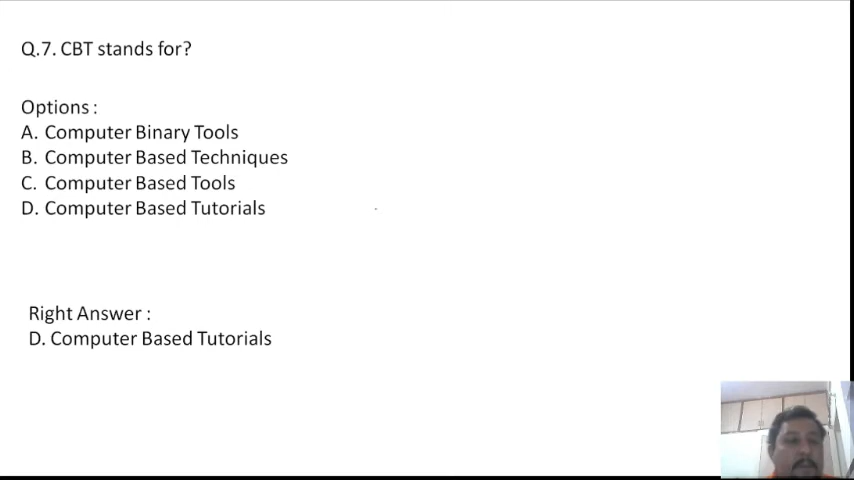 Q.7. CBT stands for?
Options :
A. Computer Binary Tools
B. Computer Based Techniques
C. Computer Based Tools
D. Computer Based Tutorials
Right Answer :
D. Computer Based Tutorials